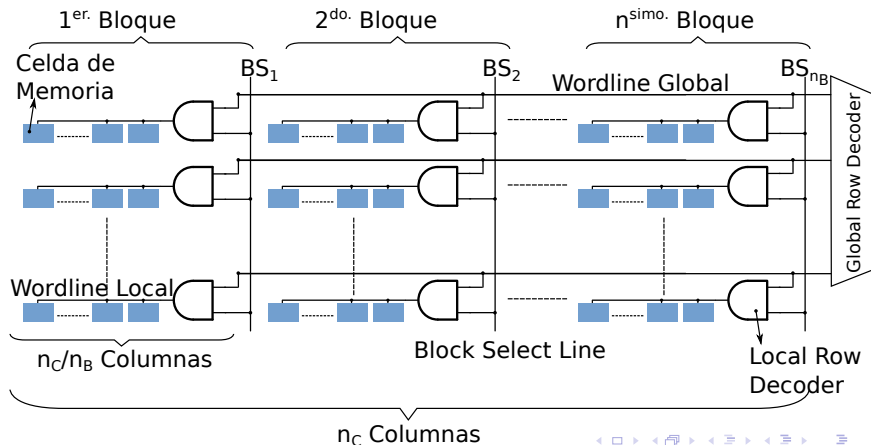 1er. Bloque
2do. Bloque
nsimo. Bloque
Celda de
Memoria
BS1
BS2
BSnB
Wordline Global
Global Row Decoder
Wordline Local
nC/nB Columnas
Block Select Line
Local Row
Decoder
nC Columnas